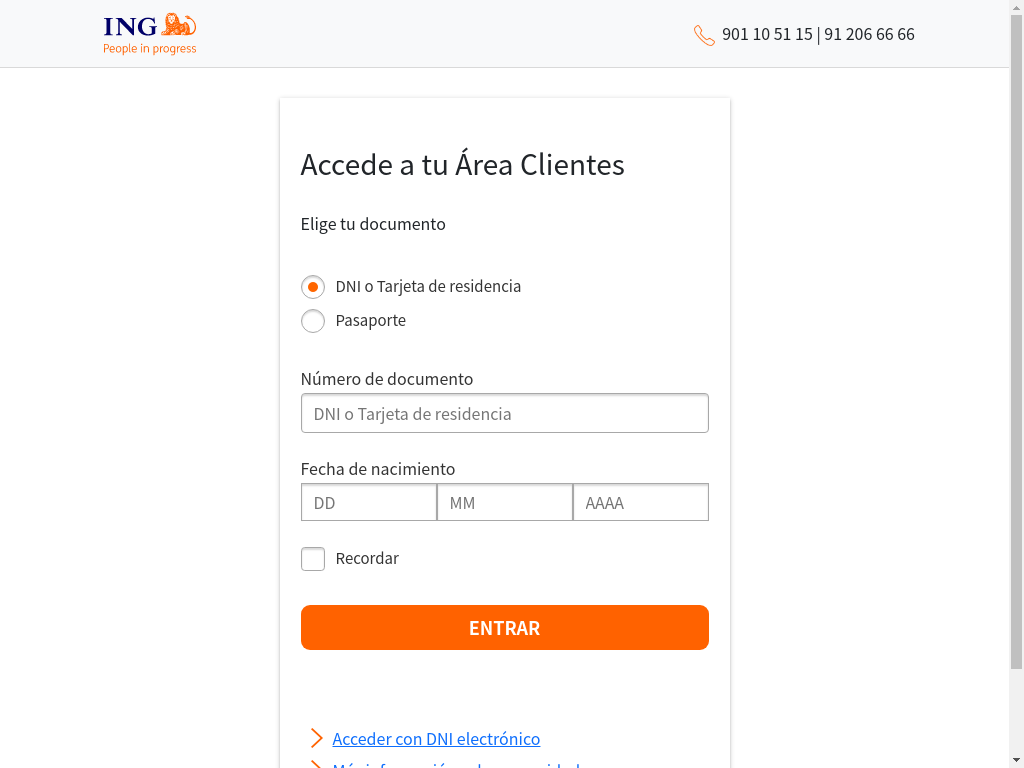 ING
People in progress
901 10 51 15 | 91 206 66 66
Accede a tu Área Clientes
Elige tu documento
DNI o Tarjeta de residencia
Pasaporte
Número de documento
DNI o Tarjeta de residencia
Fecha de nacimiento
DD MM AAAA
Recordar
ENTRAR
Acceder con DNI electrónico